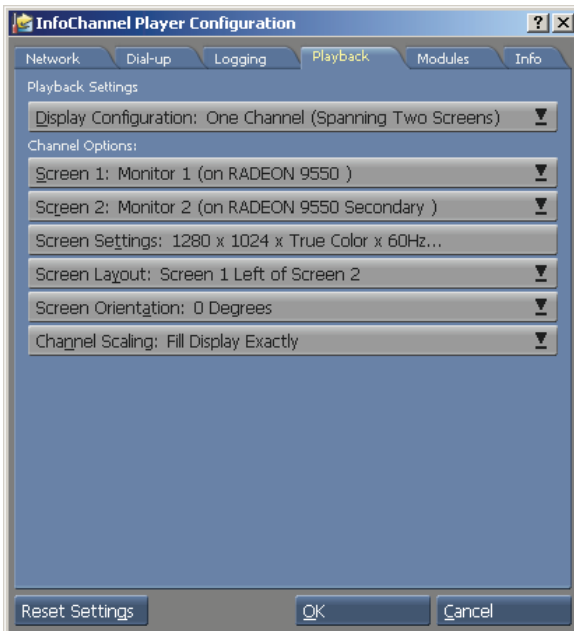 InfoChannel Player Configuration ? X
Network Dial-up Logging Playback Modules Info
Playback Settings
Display Configuration: One Channel (Spanning Two Screens)
Channel Options:
Screen 1: Monitor 1 (on RADEON 9550 )
Screen 2: Monitor 2 (on RADEON 9550 Secondary )
Screen Settings: 1280 x 1024 x True Color x 60Hz...
Screen Layout: Screen 1 Left of Screen 2
Screen Orientation: 0 Degrees
Channel Scaling: Fill Display Exactly
Reset Settings OK Cancel